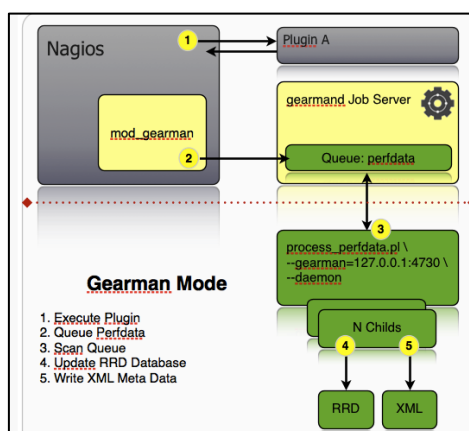 Nagios
1
Plugin A
mod_gearman
2
gearmand Job Server
Queue: perfdata
3
process_perfdata.pl \
--gearman=127.0.0.1:4730 \
--daemon
N Childs
4
5
RRD
XML
Gearman Mode
1. Execute Plugin
2. Queue Perfdata
3. Scan Queue
4. Update RRD Database
5. Write XML Meta Data